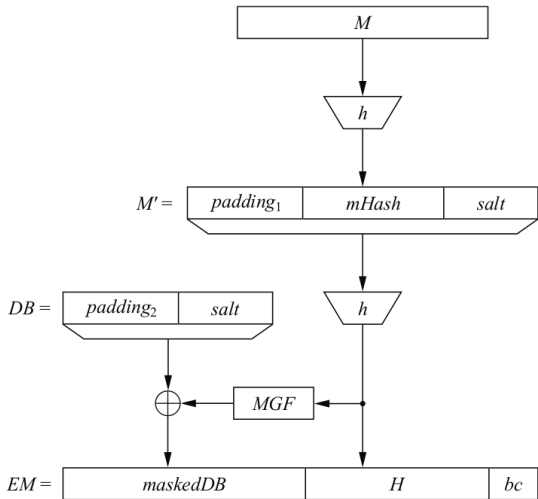 M
h
M' = padding₁ mHash salt
DB = padding₂ salt h
MGF
EM = maskedDB H bc